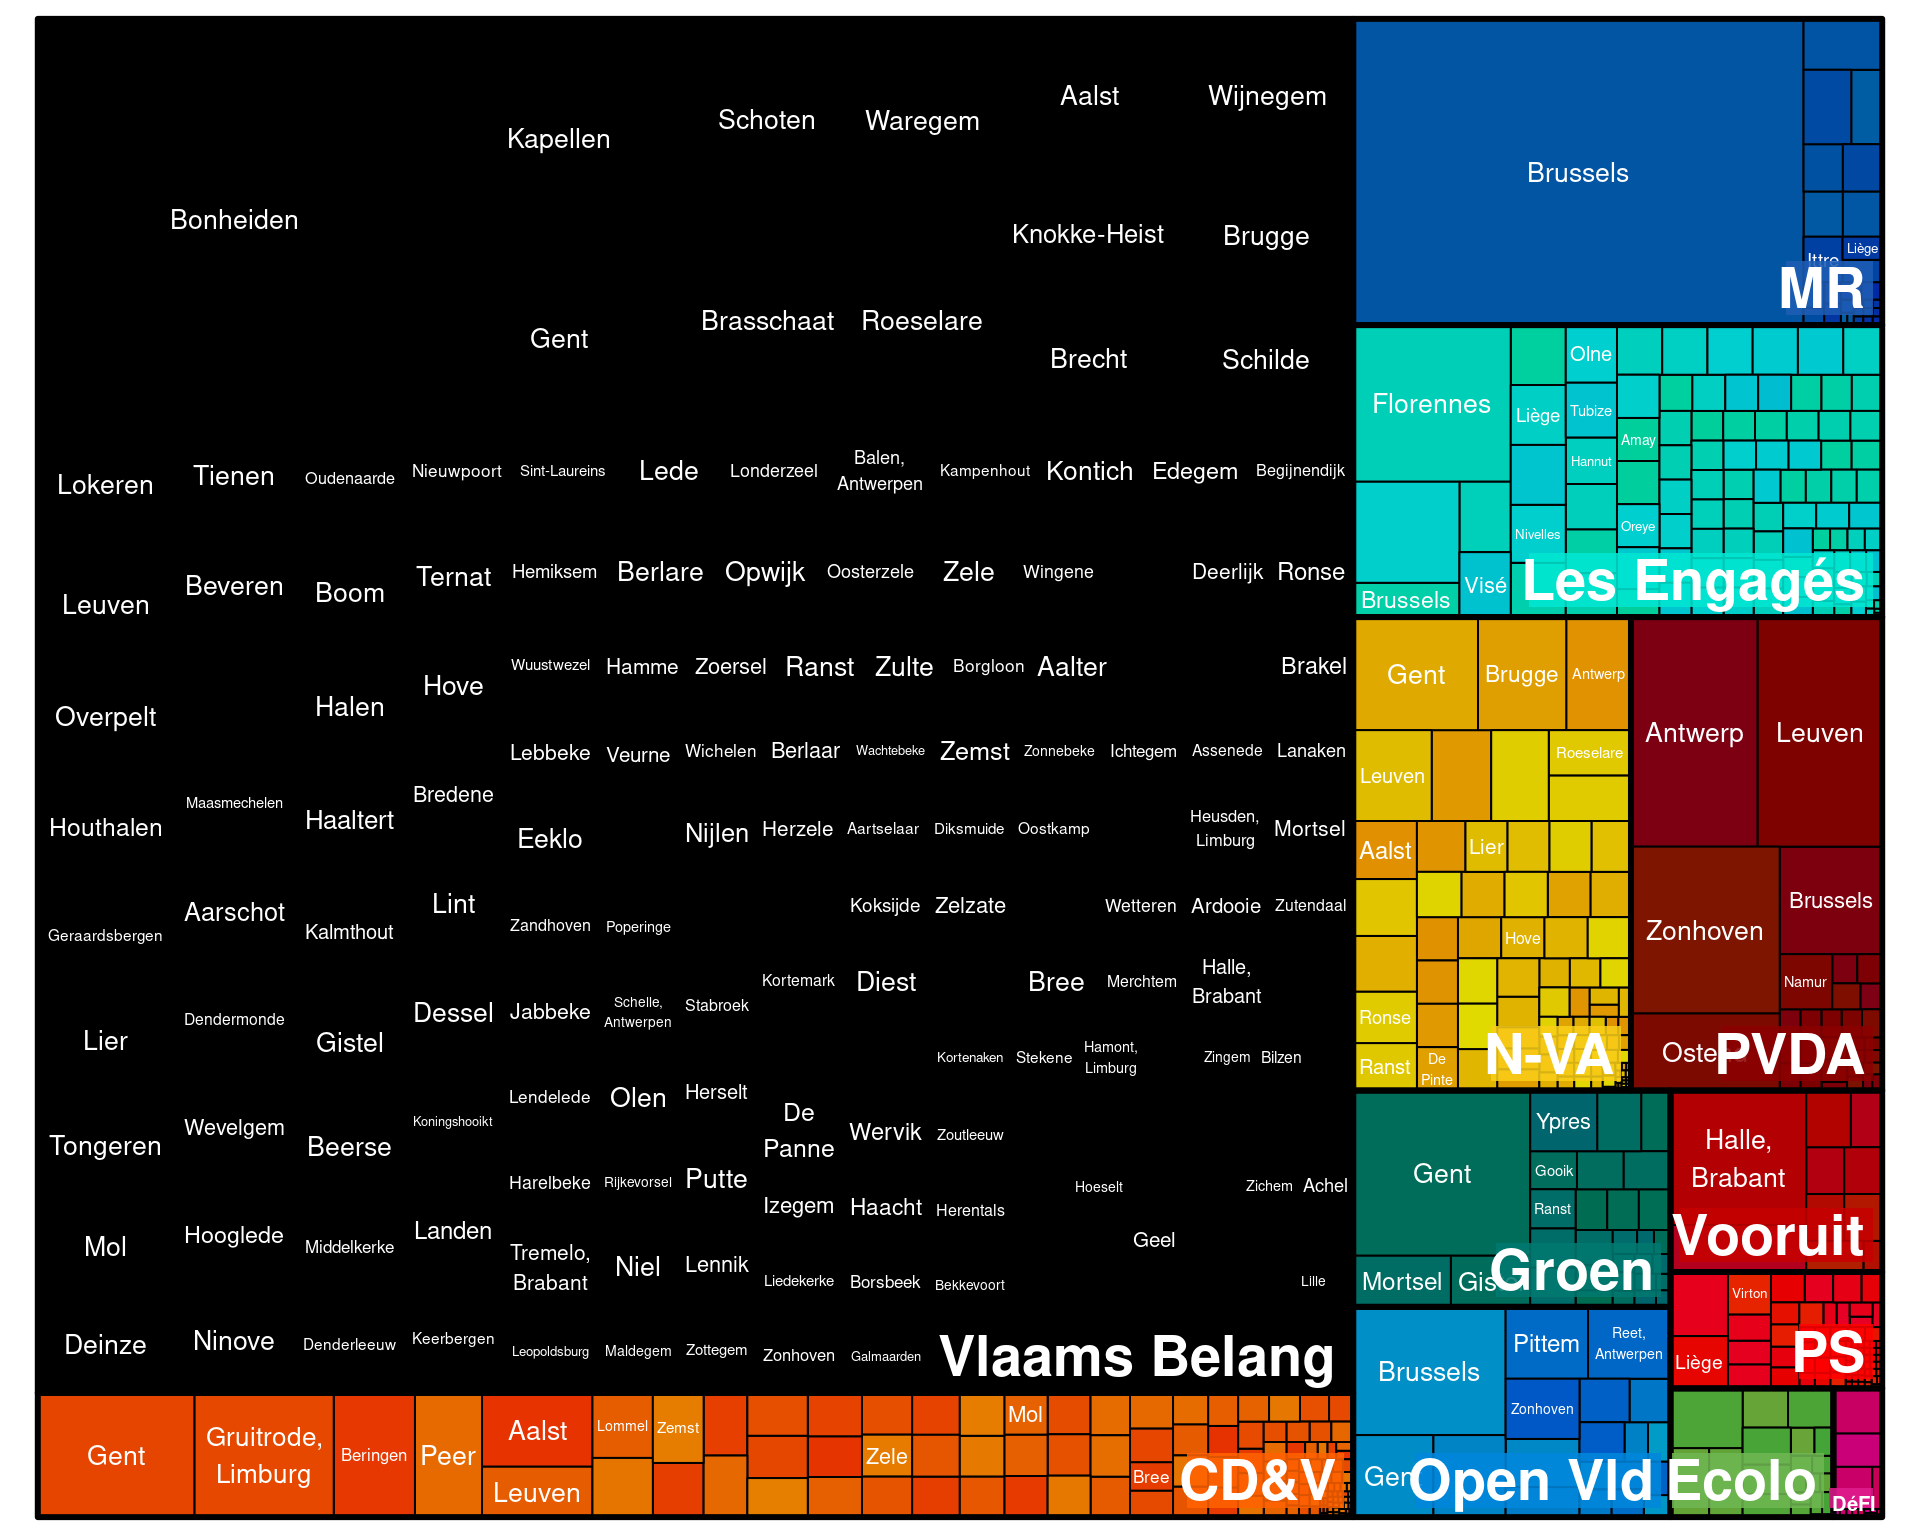 Aalst
Wijnegem
Schoten
Waregem
Kapellen
Bonheiden
Knokke-Heist
Brugge
Brasschaat
Roeselare
Gent
Brecht
Schilde
Lokeren
Tienen
Oudenaarde
Nieuwpoort
Sint-Laureins
Lede
Londerzeel
Balen,
Antwerpen
Kampenhout
Kontich
Edegem
Begijnendijk
Leuven
Beveren
Boom
Ternat
Hemiksem
Berlare
Opwijk
Oosterzele
Zele
Wingene
Deerlijk
Ronse
Overpelt
Halen
Hove
Wuustwezel
Hamme
Zoersel
Ranst
Zulte
Borgloon
Aalter
Brakel
Lebbeke
Veurne
Wichelen
Berlaar
Wachtebeke
Zemst
Zonnebeke
Ichtegem
Assenede
Lanaken
Houthalen
Maasmechelen
Haaltert
Bredene
Eeklo
Nijlen
Herzele
Aartselaar
Diksmuide
Oostkamp
Heusden,
Limburg
Mortsel
Geraardsbergen
Aarschot
Kalmthout
Lint
Zandhoven
Poperinge
Koksijde
Zelzate
Wetteren
Ardooie
Zutendaal
Lier
Dendermonde
Gistel
Dessel
Jabbeke
Schelle,
Antwerpen
Stabroek
Kortemark
Diest
Bree
Merchtem
Halle,
Brabant
Kortenaken
Stekene
Hamont,
Limburg
Zingem
Bilzen
Tongeren
Wevelgem
Beerse
Koningshooikt
Lendelede
Olen
Herselt
De
Panne
Wervik
Zoutleeuw
Harelbeke
Rijkevorsel
Putte
Izegem
Haacht
Herentals
Hoeselt
Zichem
Achel
Mol
Hooglede
Middelkerke
Landen
Tremelo,
Brabant
Niel
Lennik
Liedekerke
Borsbeek
Bekkevoort
Geel
Lille
Deinze
Ninove
Denderleeuw
Keerbergen
Leopoldsburg
Maldegem
Zottegem
Zonhoven
Galmaarden
Vlaams Belang
Brussels
Ittre
Liège
MR
Florennes
Liège
Olne
Tubize
Amay
Hannut
Nivelles
Oreye
Brussels
Visé
Les Engagés
Gent
Brugge
Antwerp
Leuven
Roeselare
Aalst
Lier
Hove
Ronse
Ranst
De
Pinte
N-VA
Antwerp
Leuven
Zonhoven
Brussels
Namur
PVDA
Gent
Ypres
Gooik
Ranst
Mortsel
Groen
Halle,
Brabant
Vooruit
Virton
Liège
PS
Brussels
Pittem
Reet,
Antwerpen
Zonhoven
Gent
Open Vld
Ecolo
DéFI
Gent
Gruitrode,
Limburg
Beringen
Peer
Aalst
Leuven
Lommel
Zemst
Zele
Mol
Bree
CD&V